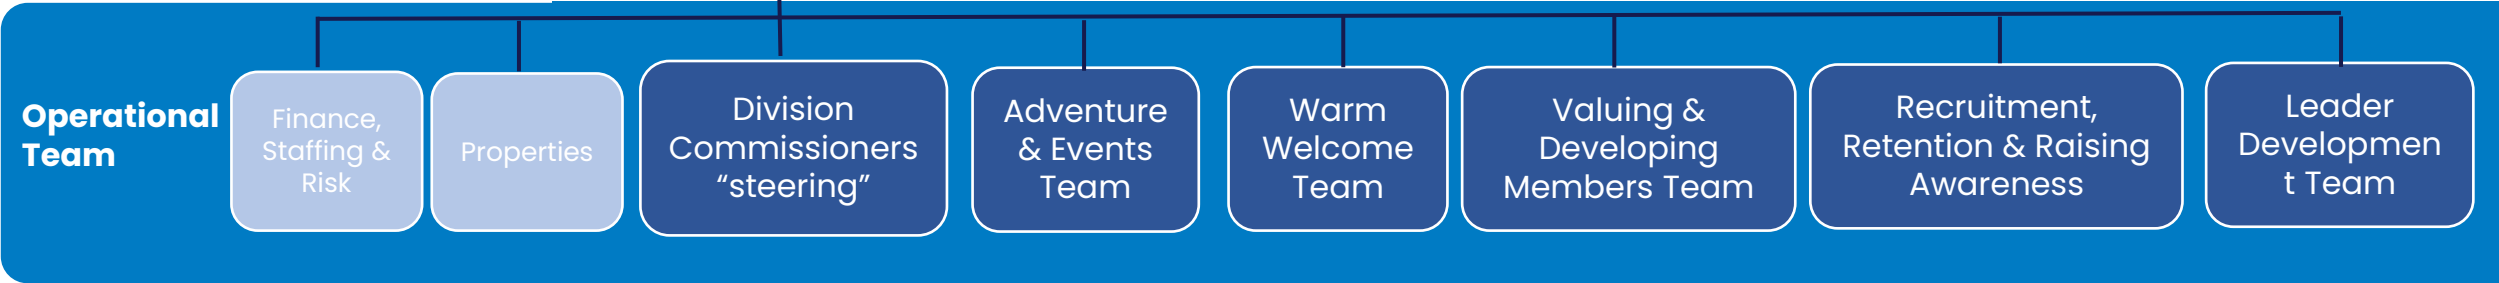 Operational
Team
Finance,
Staffing &
Risk
Properties
Division
Commissioners
“steering”
Adventure
& Events
Team
Warm
Welcome
Team
Valuing &
Developing
Members Team
Recruitment,
Retention & Raising
Awareness
Leader
Developmen
t Team